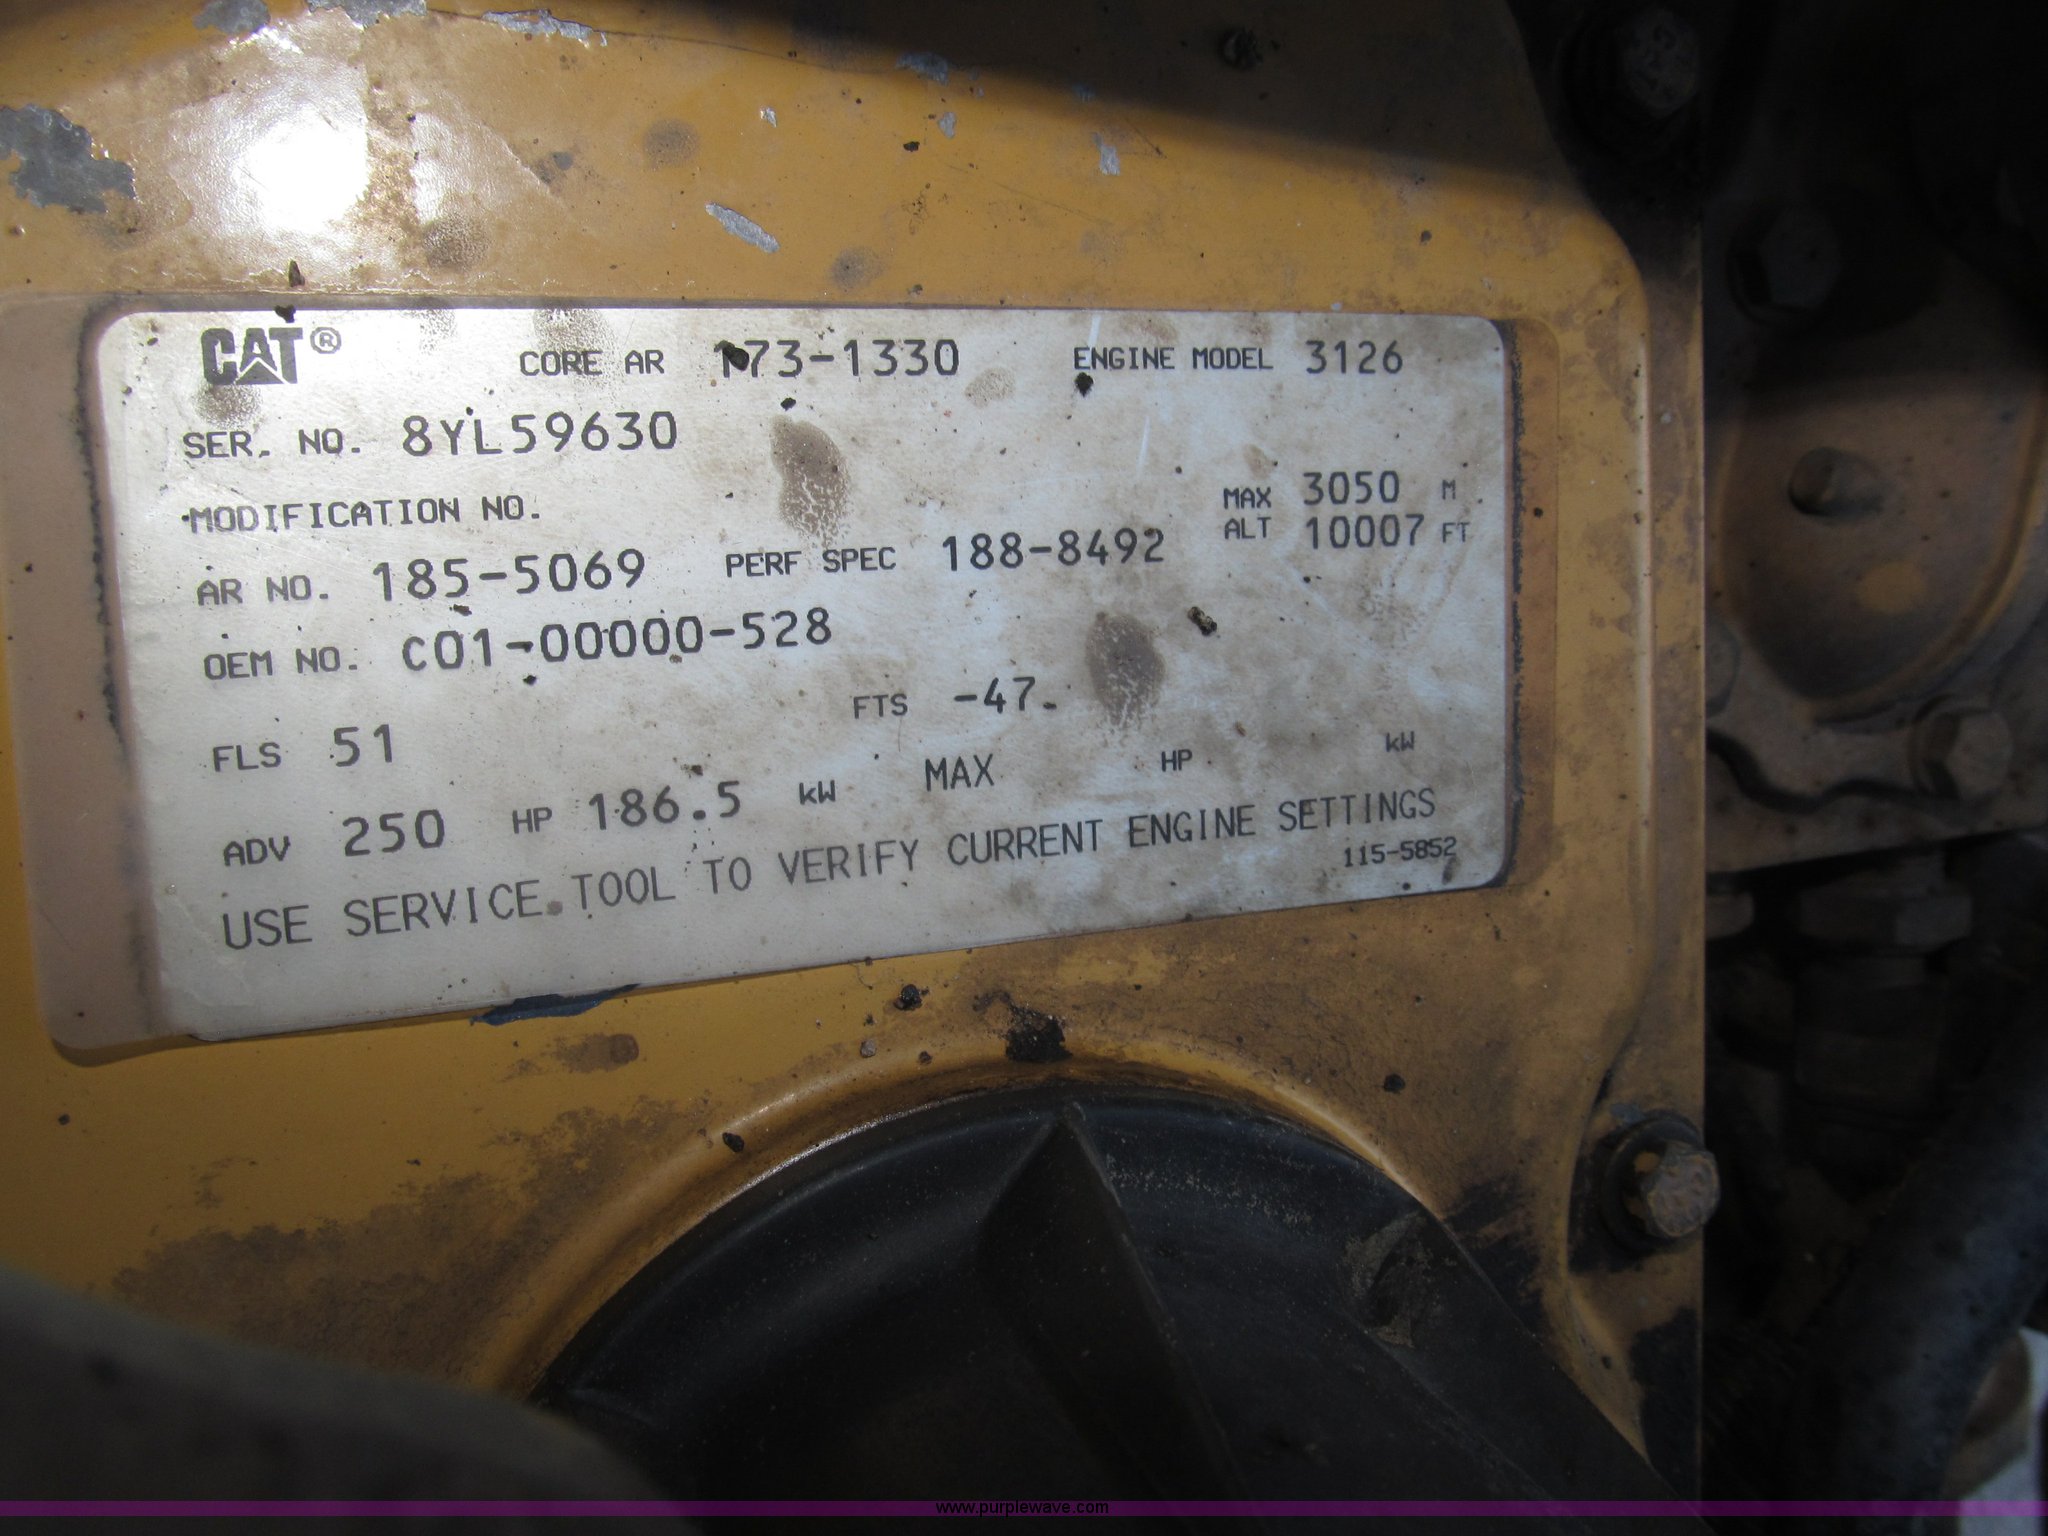 CAT® CORE AR 173-1330 ENGINE MODEL 3126
SER. NO. 8YL59630
MODIFICATION NO.
MAX ALT 3050 M 10007 FT
AR NO. 185-5069 PERF SPEC 188-8492
OEM NO. C01-00000-528
FLS 51 FTS -47.
ADV 250 HP 186.5 kW MAX HP kW
USE SERVICE TOOL TO VERIFY CURRENT ENGINE SETTINGS
115-5852
www.purplewave.com